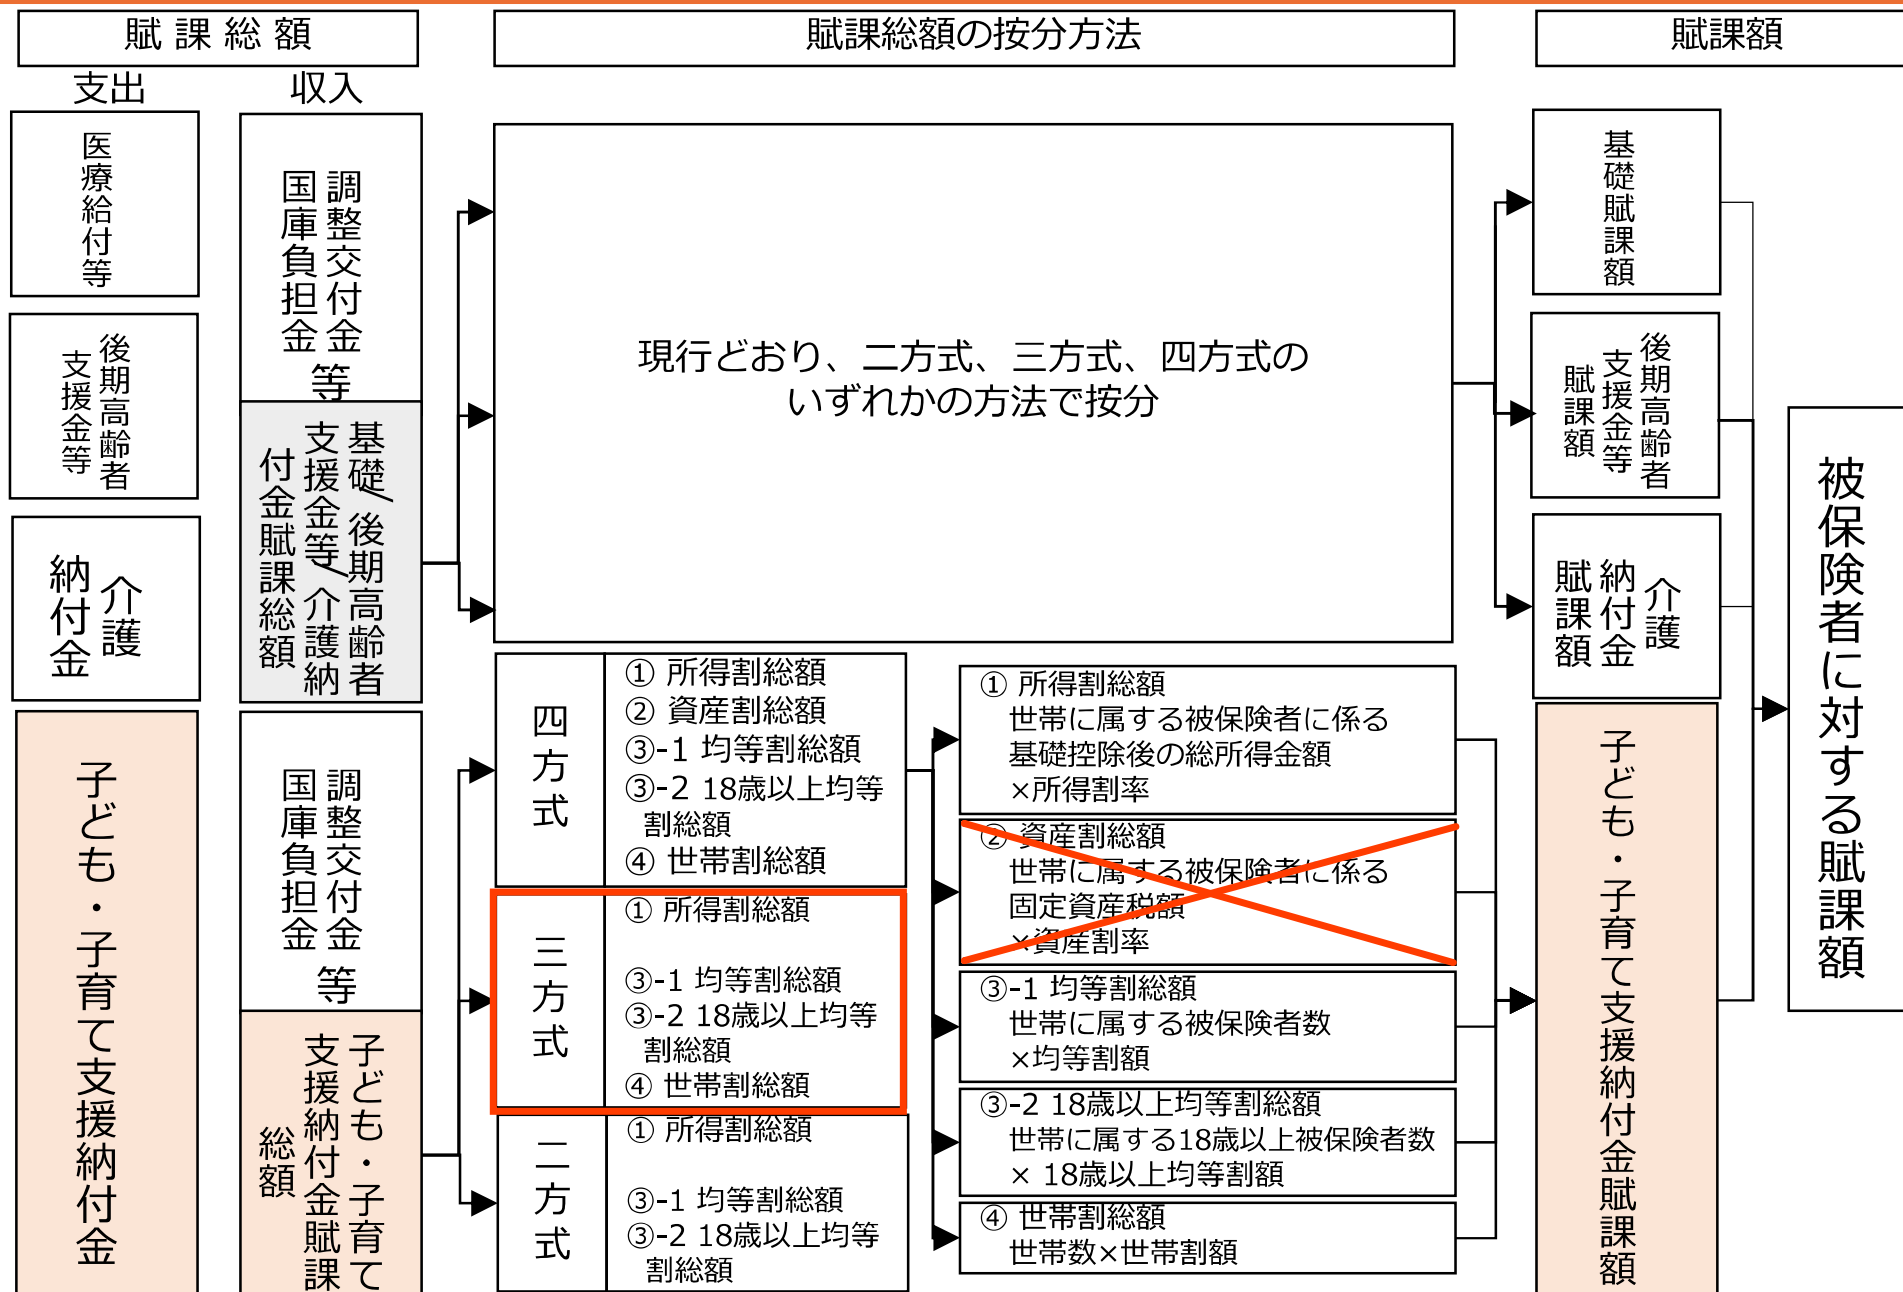 賦課総額
賦課総額の按分方法
賦課額
支出
収入
医療給付等
後期高齢者
支援金等
介護
納付金
子ども・子育て支援納付金
調整交付金
国庫負担金
等
基礎/後期高齢者
支援金等/介護納
付金賦課総額
調整交付金
国庫負担金
等
子ども・子育て
支援納付金賦課
総額
現行どおり、二方式、三方式、四方式の
いずれかの方法で按分
四方式
① 所得割総額
② 資産割総額
③-1 均等割総額
③-2 18歳以上均等
割総額
④ 世帯割総額
三方式
① 所得割総額
③-1 均等割総額
③-2 18歳以上均等
割総額
④ 世帯割総額
二方式
① 所得割総額
③-1 均等割総額
③-2 18歳以上均等
割総額
① 所得割総額
世帯に属する被保険者に係る
基礎控除後の総所得金額
×所得割率
② 資産割総額
世帯に属する被保険者に係る
固定資産税額
×資産割率
③-1 均等割総額
世帯に属する被保険者数
×均等割額
③-2 18歳以上均等割総額
世帯に属する18歳以上被保険者数
× 18歳以上均等割額
④ 世帯割総額
世帯数×世帯割額
基礎賦課額
後期高齢者
支援金等
賦課額
介護
納付金
賦課額
子ども・子育て支援納付金賦課額
被保険者に対する賦課額